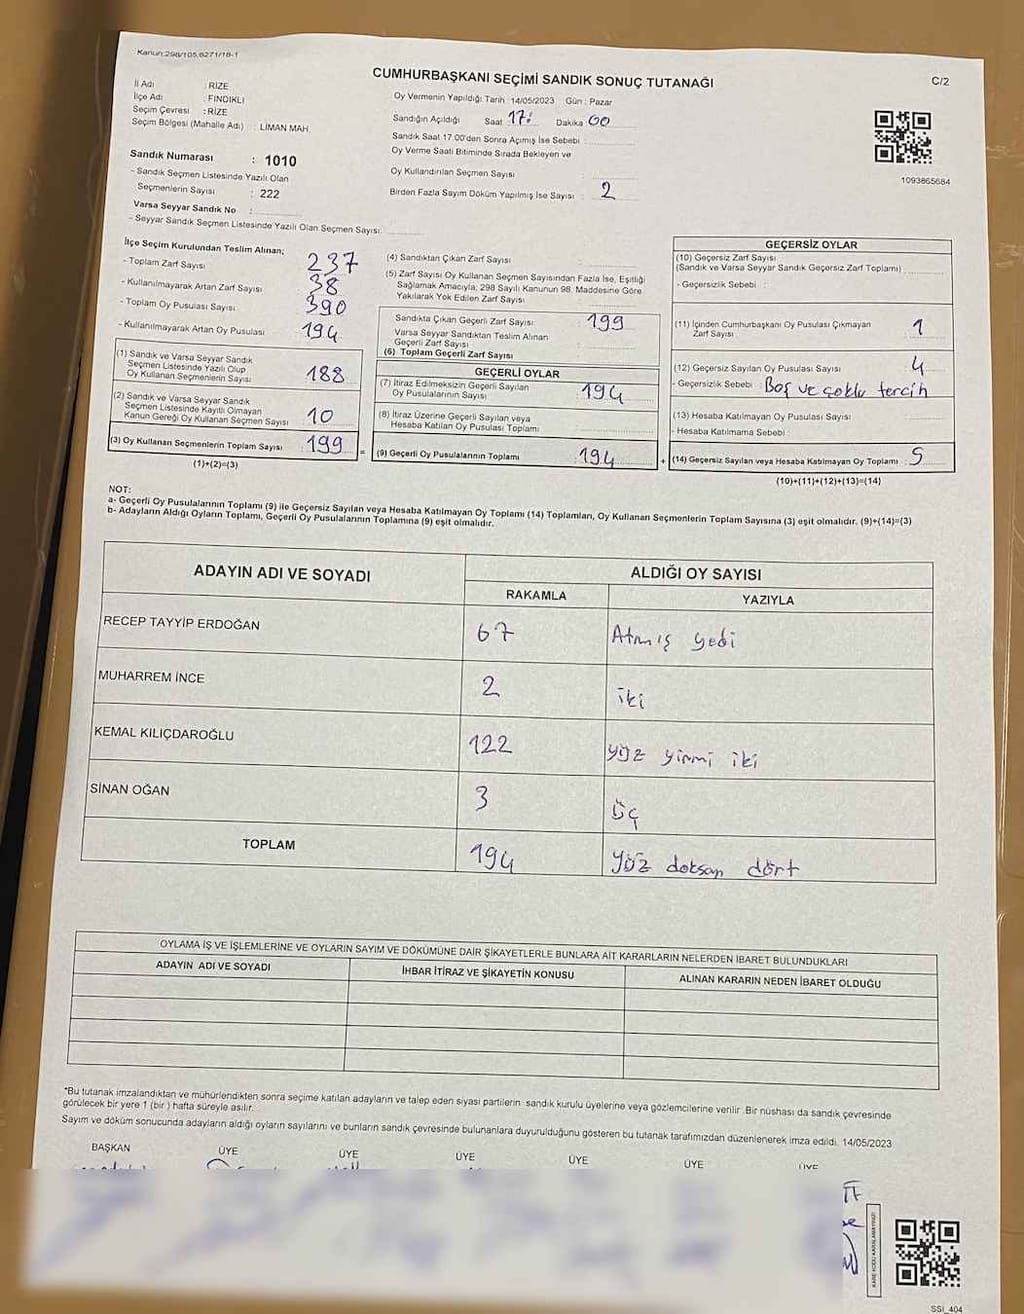 Kanun:298/105,6271/18-1
CUMHURBAŞKANI SEÇİMİ SANDIK SONUÇ TUTANAĞI
C/2
İl Adı : RİZE
İlçe Adı : FINDIKLI
Seçim Çevresi : RİZE
Seçim Bölgesi (Mahalle Adı) : LİMAN MAH.
Oy Vermenin Yapıldığı Tarih : 14/05/2023 Gün : Pazar
Sandığın Açıldığı Saat 17: Dakika 00
Sandık Saat 17.00'den Sonra Açımış İse Sebebi :
Oy Verme Saati Bitiminde Sırada Bekleyen ve
Oy Kullandırılan Seçmen Sayısı :
Birden Fazla Sayım Döküm Yapılmış İse Sayısı : 2
1093865684
Sandık Numarası : 1010
- Sandık Seçmen Listesinde Yazılı Olan
Seçmenlerin Sayısı : 222
Varsa Seyyar Sandık No :
- Seyyar Sandık Seçmen Listesinde Yazılı Olan Seçmen Sayısı:
İlçe Seçim Kurulundan Teslim Alınan;
- Toplam Zarf Sayısı 237
- Kullanılmayarak Artan Zarf Sayısı 38
- Toplam Oy Pusulası Sayısı 390
- Kullanılmayarak Artan Oy Pusulası 194
(1) Sandık ve Varsa Seyyar Sandık
Seçmen Listesinde Yazılı Olup
Oy Kullanan Seçmenlerin Sayısı 188
(2) Sandık ve Varsa Seyyar Sandık
Seçmen Listesinde Kayıtlı Olmayan
Kanun Gereği Oy Kullanan Seçmen Sayısı 10
(3) Oy Kullanan Seçmenlerin Toplam Sayısı : 199
(1)+(2)=(3)
(4) Sandıktan Çıkan Zarf Sayısı :
(5) Zarf Sayısı Oy Kullanan Seçmen Sayısından Fazla İse, Eşitliği
Sağlamak Amacıyla; 298 Sayılı Kanunun 98. Maddesine Göre
Yakılarak Yok Edilen Zarf Sayısı :
Sandıkta Çıkan Geçerli Zarf Sayısı : 199
Varsa Seyyar Sandıktan Teslim Alınan
Geçerli Zarf Sayısı :
(6) Toplam Geçerli Zarf Sayısı
GEÇERLİ OYLAR
(7) İtiraz Edilmeksizin Geçerli Sayılan
Oy Pusulalarının Sayısı : 194
(8) İtiraz Üzerine Geçerli Sayılan veya
Hesaba Katılan Oy Pusulası Toplamı :
= (9) Geçerli Oy Pusulalarının Toplamı : 194
GEÇERSİZ OYLAR
(10) Geçersiz Zarf Sayısı
(Sandık ve Varsa Seyyar Sandık Geçersiz Zarf Toplamı) :
- Geçersizlik Sebebi :
(11) İçinden Cumhurbaşkanı Oy Pusulası Çıkmayan
Zarf Sayısı : 1
(12) Geçersiz Sayılan Oy Pusulası Sayısı : 4
- Geçersizlik Sebebi : Boş ve çoklu tercih
(13) Hesaba Katılmayan Oy Pusulası Sayısı :
- Hesaba Katılmama Sebebi :
+ (14) Geçersiz Sayılan veya Hesaba Katılmayan Oy Toplamı : 5
(10)+(11)+(12)+(13)=(14)
NOT:
a- Geçerli Oy Pusulalarının Toplamı (9) ile Geçersiz Sayılan veya Hesaba Katılmayan Oy Toplamı (14) Toplamları, Oy Kullanan Seçmenlerin Toplam Sayısına (3) eşit olmalıdır. (9)+(14)=(3)
b- Adayların Aldığı Oyların Toplamı, Geçerli Oy Pusulalarının Toplamına (9) eşit olmalıdır.
ADAYIN ADI VE SOYADI ALDIĞI OY SAYISI
RAKAMLA YAZIYLA
RECEP TAYYİP ERDOĞAN 67 Atmış yedi
MUHARREM İNCE 2 iki
KEMAL KILIÇDAROĞLU 122 yüz yirmi iki
SİNAN OĞAN 3 üç
TOPLAM 194 yüz doksan dört
OYLAMA İŞ VE İŞLEMLERİNE VE OYLARIN SAYIM VE DÖKÜMÜNE DAİR ŞİKAYETLERLE BUNLARA AİT KARARLARIN NELERDEN İBARET BULUNDUKLARI
ADAYIN ADI VE SOYADI İHBAR İTİRAZ VE ŞİKAYETİN KONUSU ALINAN KARARIN NEDEN İBARET OLDUĞU
*Bu tutanak imzalandıktan ve mühürlendikten sonra seçime katılan adayların ve talep eden siyasi partilerin sandık kurulu üyelerine veya gözlemcilerine verilir. Bir nüshası da sandık çevresinde
görülecek bir yere 1 (bir) hafta süreyle asılır.
Sayım ve döküm sonucunda adayların aldığı oyların sayılarını ve bunların sandık çevresinde bulunanlara duyurulduğunu gösteren bu tutanak tarafımızdan düzenlenerek imza edildi. 14/05/2023
BAŞKAN ÜYE ÜYE ÜYE ÜYE ÜYE ÜYE
KARE KODU KARALAMAYINIZ!
SSİ_404